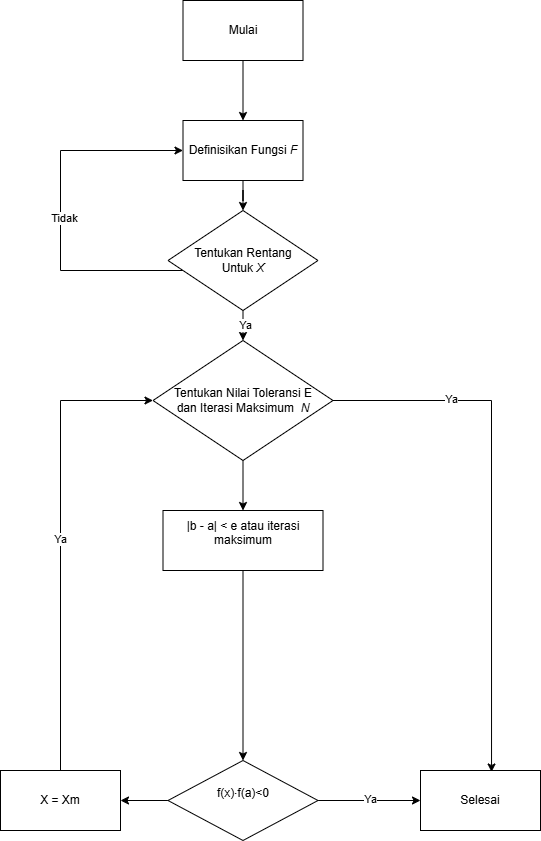 Mulai
Definisikan Fungsi F
Tidak
Tentukan Rentang
Untuk X
Ya
Tentukan Nilai Toleransi E
dan Iterasi Maksimum N
Ya
|b - a| < e atau iterasi
maksimum
Ya
f(x)·f(a)<0
X = Xm
Ya
Selesai